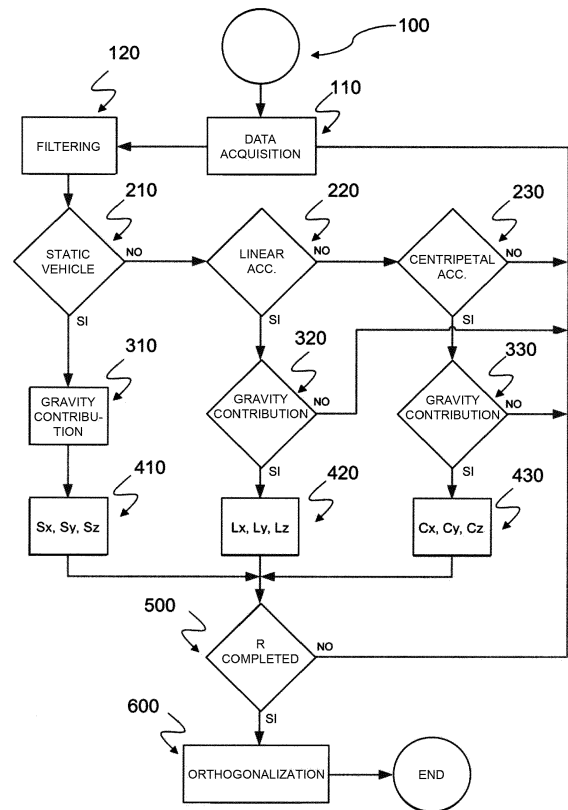 100
120
110
FILTERING
DATA
ACQUISITION
210
220
230
STATIC
VEHICLE
NO
LINEAR
ACC.
NO
CENTRIPETAL
ACC.
NO
SI
SI
SI
310
320
330
GRAVITY
CONTRIBU-
TION
GRAVITY
CONTRIBUTION
NO
GRAVITY
CONTRIBUTION
NO
SI
SI
410
420
430
Sx, Sy, Sz
Lx, Ly, Lz
Cx, Cy, Cz
500
R
COMPLETED
NO
SI
600
ORTHOGONALIZATION
END